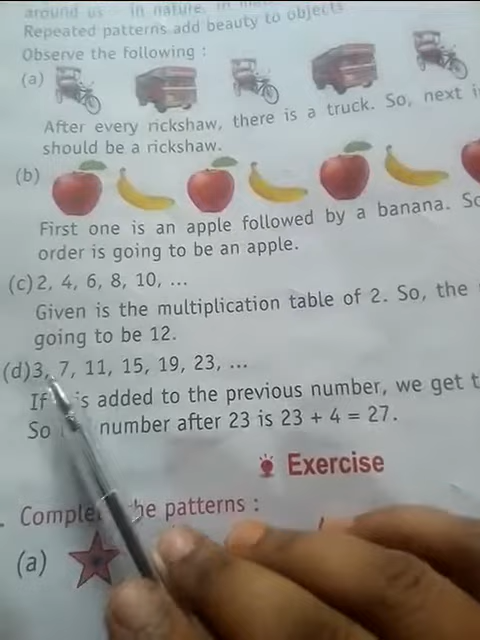 around us in nature, in
Repeated patterns add beauty to objects
Observe the following :
(a)
After every rickshaw, there is a truck. So, next
should be a rickshaw.
(b)
First one is an apple followed by a banana. So
order is going to be an apple.
(c) 2, 4, 6, 8, 10, ...
Given is the multiplication table of 2. So, the
going to be 12.
(d) 3, 7, 11, 15, 19, 23, ...
If is added to the previous number, we get
So number after 23 is 23 + 4 = 27.
Exercise
the patterns :
(a)